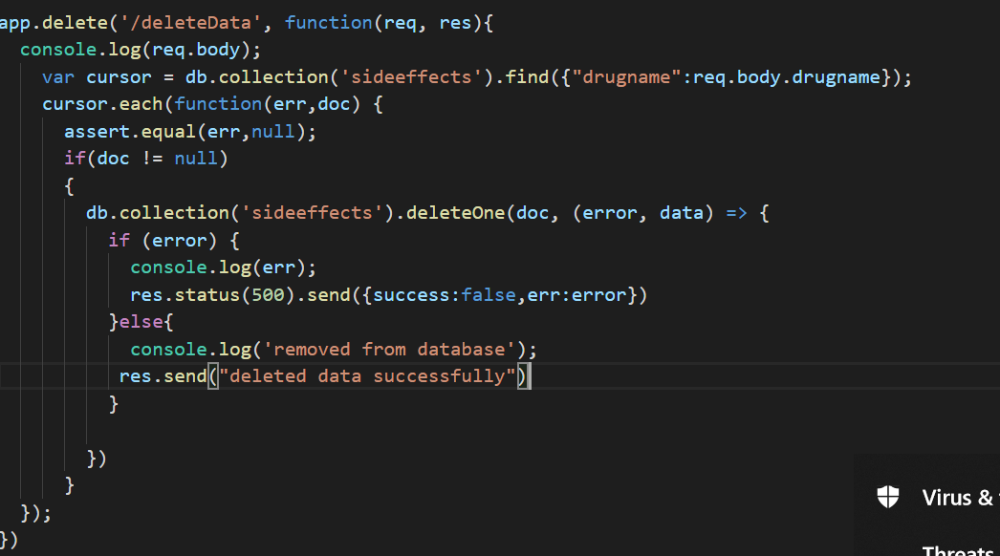 app.delete('/deleteData', function(req, res){
console.log(req.body);
var cursor = db.collection('sideeffects').find({"drugname":req.body.drugname});
cursor.each(function(err,doc) {
assert.equal(err,null);
if(doc != null)
{
db.collection('sideeffects').deleteOne(doc, (error, data) => {
if (error) {
console.log(err);
res.status(500).send({success:false,err:error})
}else{
console.log('removed from database');
res.send("deleted data successfully")
}
})
}
});
})
Virus &
Threats